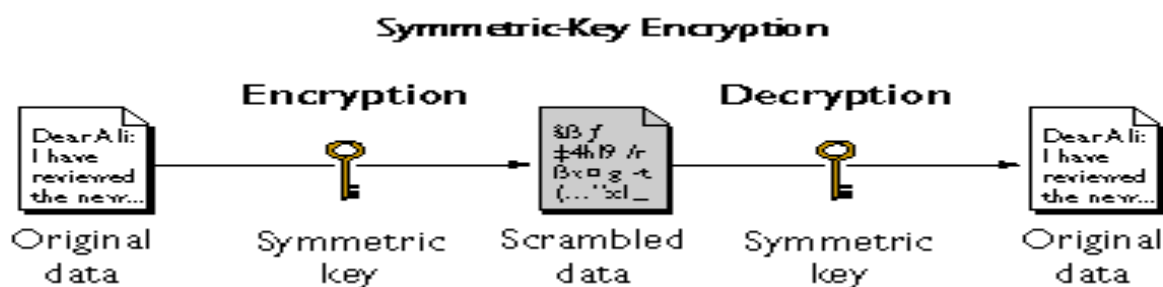 Symmetric-Key Encryption
Encryption
Decryption
Dear Ali:
I have
reviewed
the new...
Original
data
Symmetric
key
Scrambled
data
Symmetric
key
Dear Ali:
I have
reviewed
the new...
Original
data